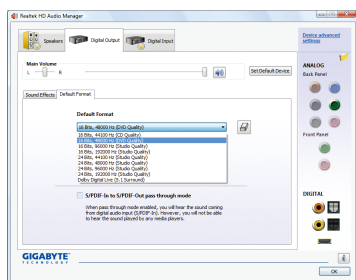 Realtek HD Audio Manager
Speakers
Digital Output
Digital Input
Device advanced settings
Main Volume
L
R
Set Default Device
ANALOG
Back Panel
Sound Effects
Default Format
Default Format
16 Bits, 48000 Hz (DVD Quality)
16 Bits, 44100 Hz (CD Quality)
16 Bits, 48000 Hz (DVD Quality)
16 Bits, 96000 Hz (Studio Quality)
16 Bits, 192000 Hz (Studio Quality)
24 Bits, 44100 Hz (Studio Quality)
24 Bits, 48000 Hz (Studio Quality)
24 Bits, 96000 Hz (Studio Quality)
24 Bits, 192000 Hz (Studio Quality)
Dolby Digital Live (5.1 Surround)
Front Panel
S/PDIF-In to S/PDIF-Out pass through mode
When pass through mode enabled, you will hear the sound coming
from digital audio input (S/PDIF-In). However, you will not be able
to hear the sound played by any media players.
DIGITAL
GIGABYTE
TECHNOLOGY
OK